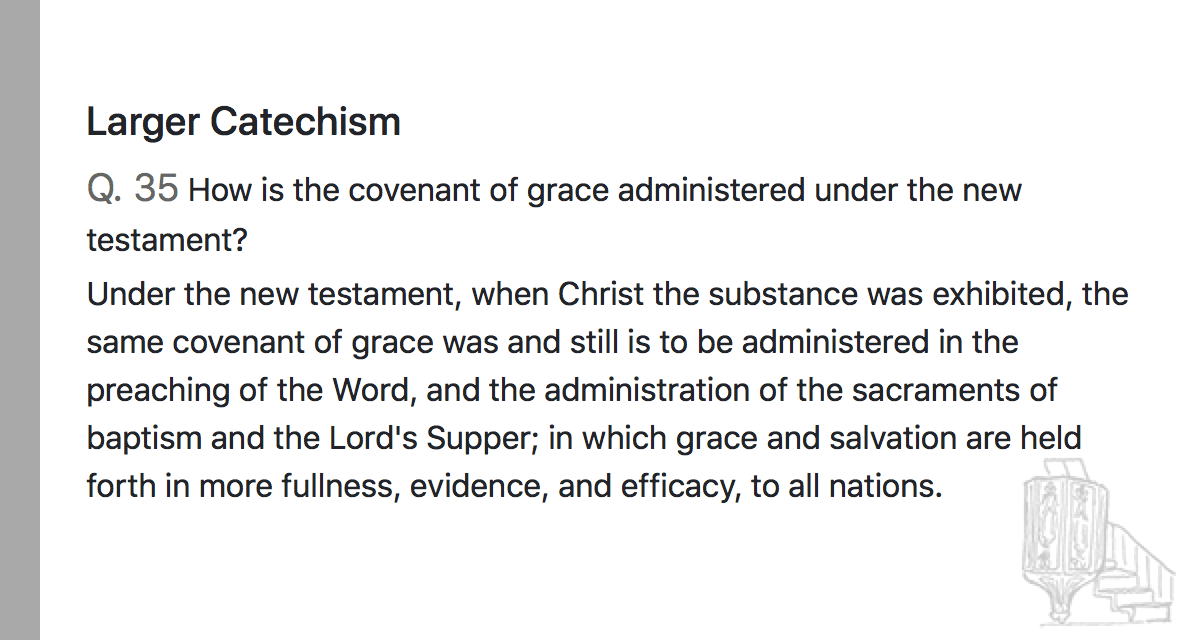 Larger Catechism
Q. 35 How is the covenant of grace administered under the new
testament?
Under the new testament, when Christ the substance was exhibited, the
same covenant of grace was and still is to be administered in the
preaching of the Word, and the administration of the sacraments of
baptism and the Lord's Supper; in which grace and salvation are held
forth in more fullness, evidence, and efficacy, to all nations.